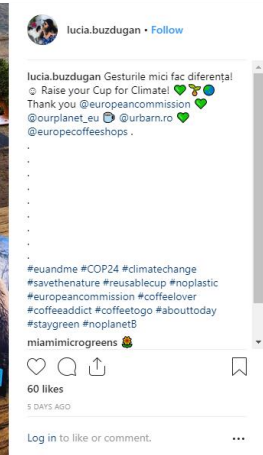 lucia.buzdugan • Follow
lucia.buzdugan Gesturile mici fac diferența!
☺ Raise your Cup for Climate! 💚🌱🌍
Thank you @europeancommission 💚
@ourplanet_eu ☕ @urbarn.ro 💚
@europecoffeeshops .
.
.
.
.
.
.
.
.
.
#euandme #COP24 #climatechange
#savethenature #reusablecup #noplastic
#europeancommission #coffeelover
#coffeeaddict #coffeetogo #abouttoday
#staygreen #noplanetB
miamimicrogreens 🌻
60 likes
5 DAYS AGO
Log in to like or comment.